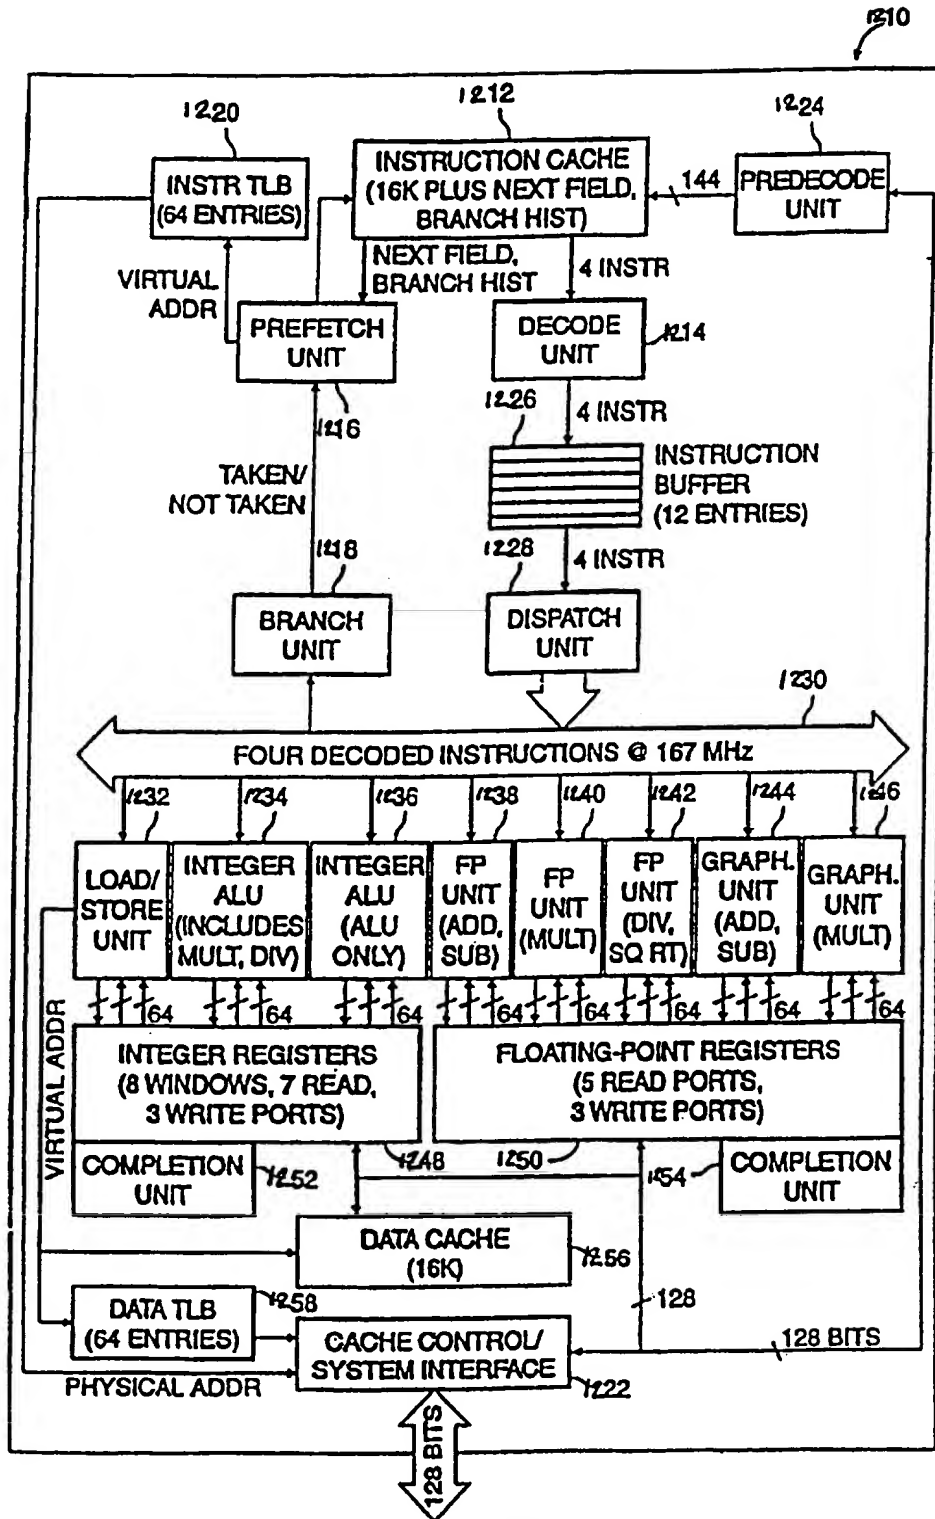 1210
1220
1212
1224
INSTR TLB
(64 ENTRIES)
INSTRUCTION CACHE
(16K PLUS NEXT FIELD,
BRANCH HIST)
144
PREDECODE
UNIT
VIRTUAL
ADDR
NEXT FIELD,
BRANCH HIST
4 INSTR
PREFETCH
UNIT
DECODE
UNIT
1214
1216
1226
4 INSTR
TAKEN/
NOT TAKEN
INSTRUCTION
BUFFER
(12 ENTRIES)
1218
1228
4 INSTR
BRANCH
UNIT
DISPATCH
UNIT
1230
FOUR DECODED INSTRUCTIONS @ 167 MHz
1232
1234
1236
1238
1240
1242
1244
1246
LOAD/
STORE
UNIT
INTEGER
ALU
(INCLUDES
MULT, DIV)
INTEGER
ALU
(ALU
ONLY)
FP
UNIT
(ADD,
SUB)
FP
UNIT
(MULT)
FP
UNIT
(DIV,
SQ RT)
GRAPH.
UNIT
(ADD,
SUB)
GRAPH.
UNIT
(MULT)
64
64
64
64
64
64
64
64
VIRTUAL ADDR
INTEGER REGISTERS
(8 WINDOWS, 7 READ,
3 WRITE PORTS)
FLOATING-POINT REGISTERS
(5 READ PORTS,
3 WRITE PORTS)
COMPLETION
UNIT
1252
1248
1250
1254
COMPLETION
UNIT
DATA CACHE
(16K)
1256
DATA TLB
(64 ENTRIES)
1258
128
CACHE CONTROL/
SYSTEM INTERFACE
128 BITS
PHYSICAL ADDR
1222
128 BITS